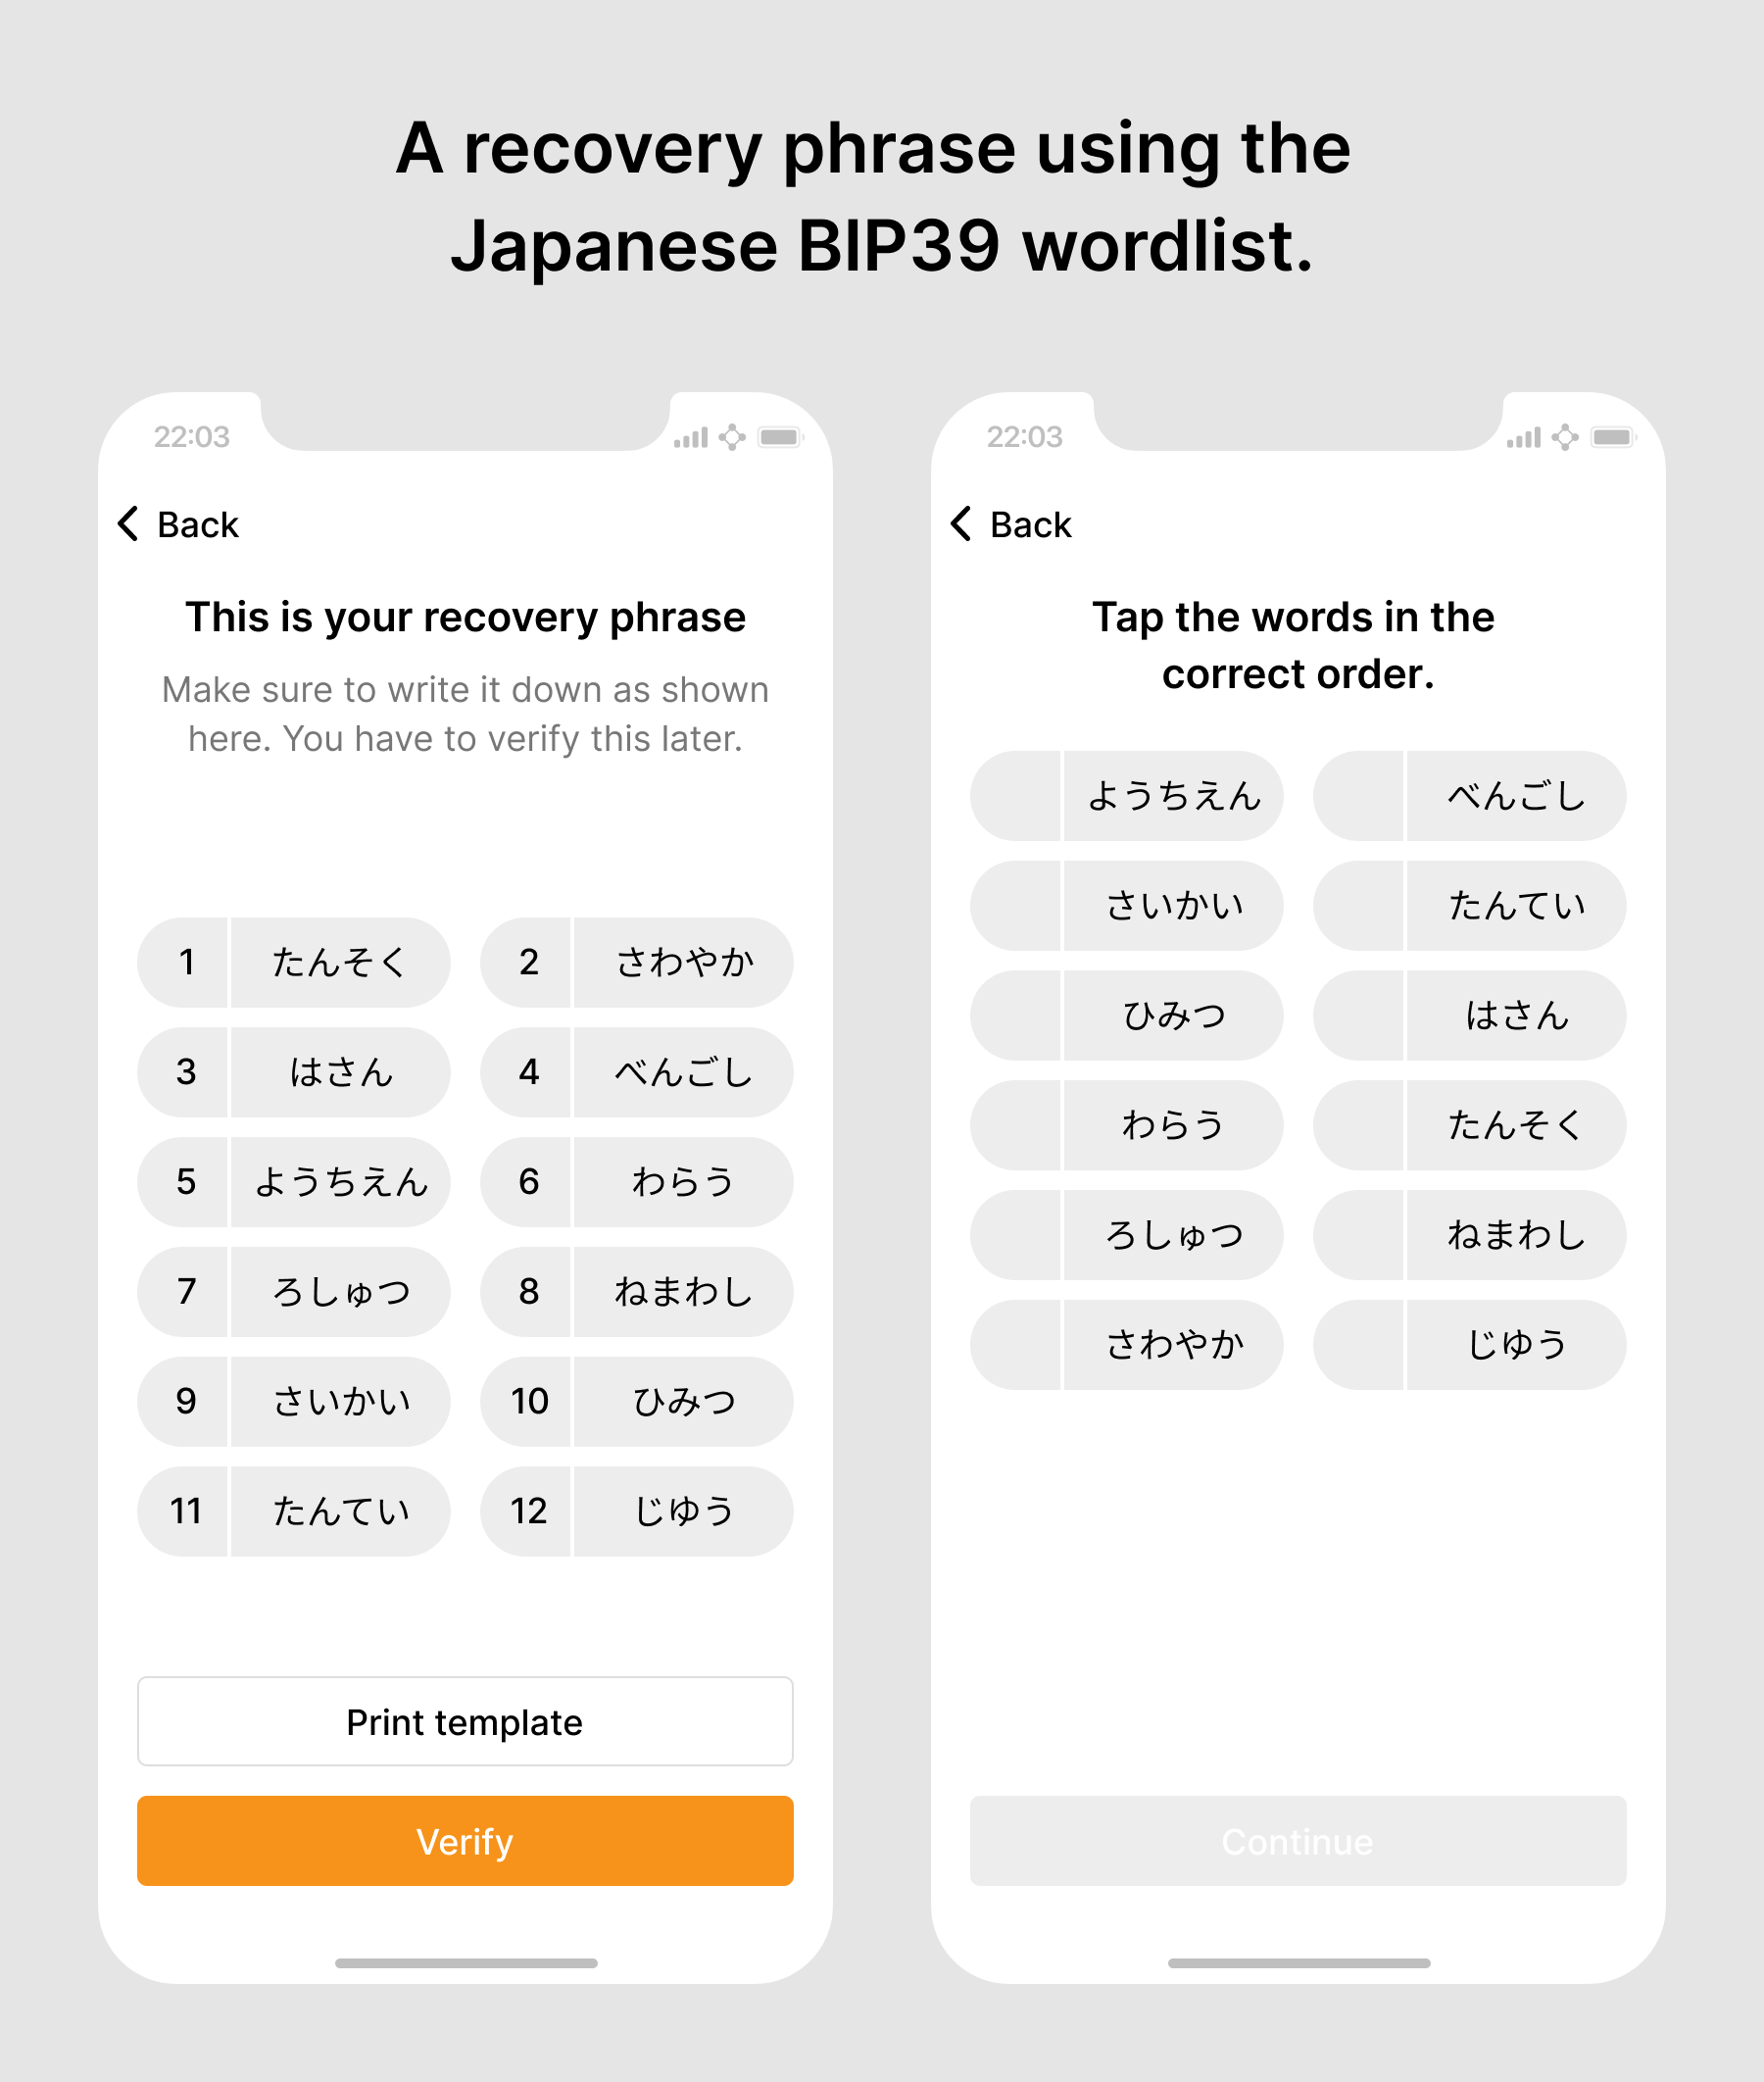 A recovery phrase using the
Japanese BIP39 wordlist.
22:03
Back
This is your recovery phrase
Make sure to write it down as shown
here. You have to verify this later.
1 たんそく 2 さわやか
3 はさん 4 べんごし
5 ようちえん 6 わらう
7 ろしゅつ 8 ねまわし
9 さいかい 10 ひみつ
11 たんてい 12 じゆう
Print template
Verify
22:03
Back
Tap the words in the
correct order.
ようちえん べんごし
さいかい たんてい
ひみつ はさん
わらう たんそく
ろしゅつ ねまわし
さわやか じゆう
Continue